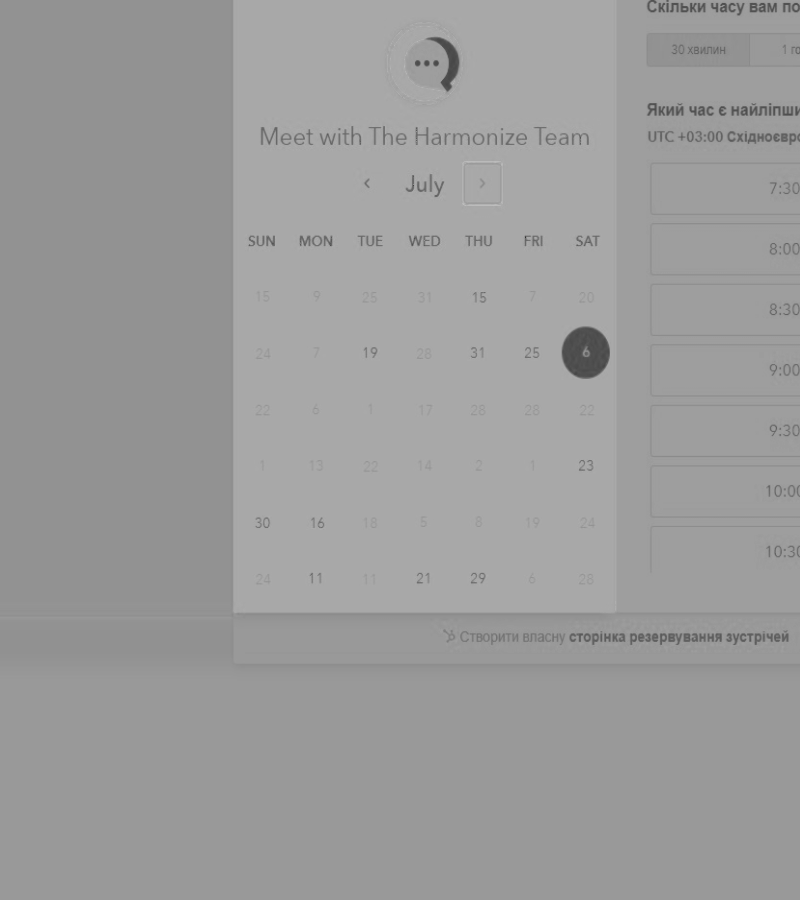 Meet with The Harmonize Team
July
SUN MON TUE WED THU FRI SAT
15 9 25 31 15 7 20
24 7 19 28 31 25 6
22 6 1 17 28 28 22
1 13 22 14 2 1 23
30 16 18 5 8 19 24
24 11 11 21 29 6 28
Скільки часу вам по
30 хвилин 1 го
Який час є найліпши
UTC +03:00 Східноєвро
7:30
8:00
8:30
9:00
9:30
10:00
10:30
Створити власну сторінка резервування зустрічей